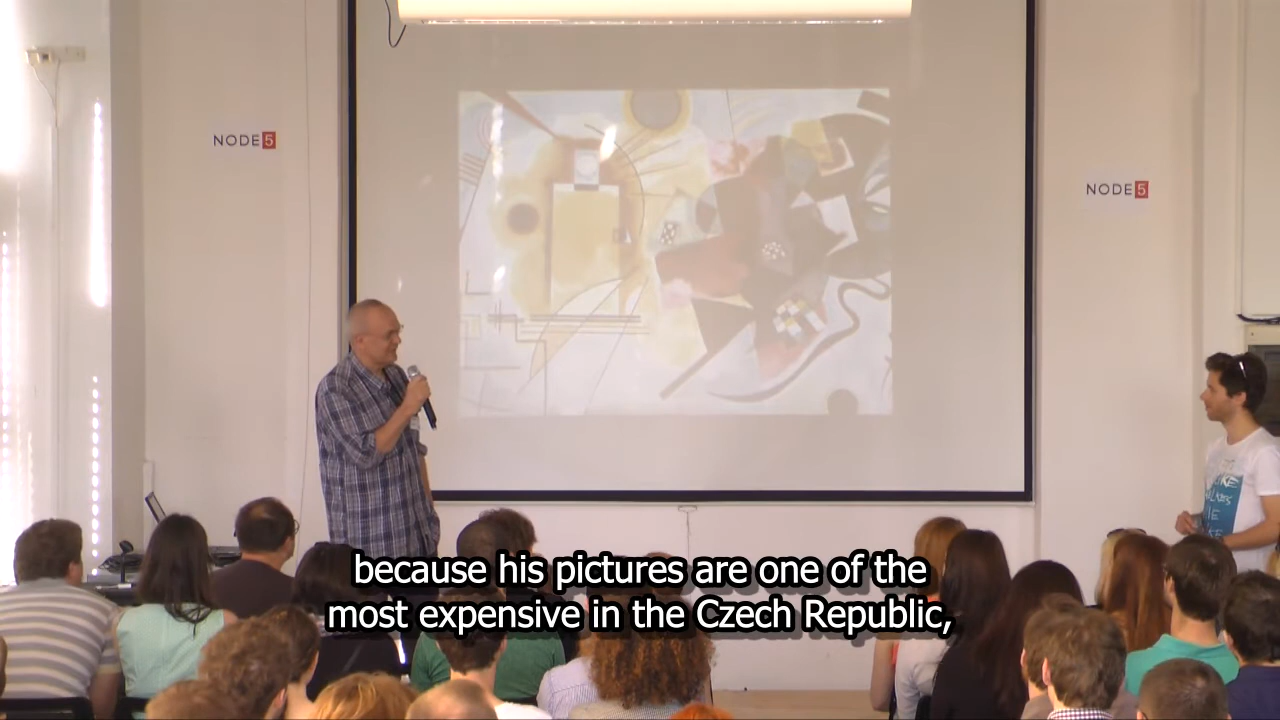 NODE5
NODE5
because his pictures are one of the
most expensive in the Czech Republic,